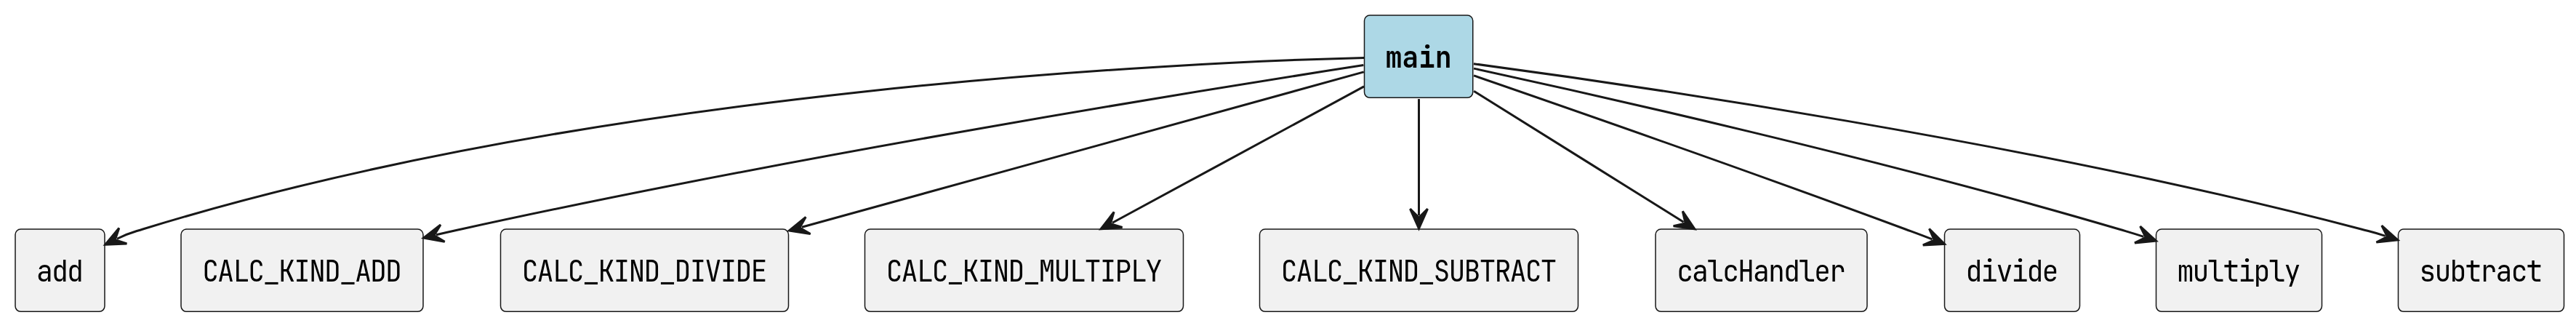 main
add
CALC_KIND_ADD
CALC_KIND_DIVIDE
CALC_KIND_MULTIPLY
CALC_KIND_SUBTRACT
calcHandler
divide
multiply
subtract